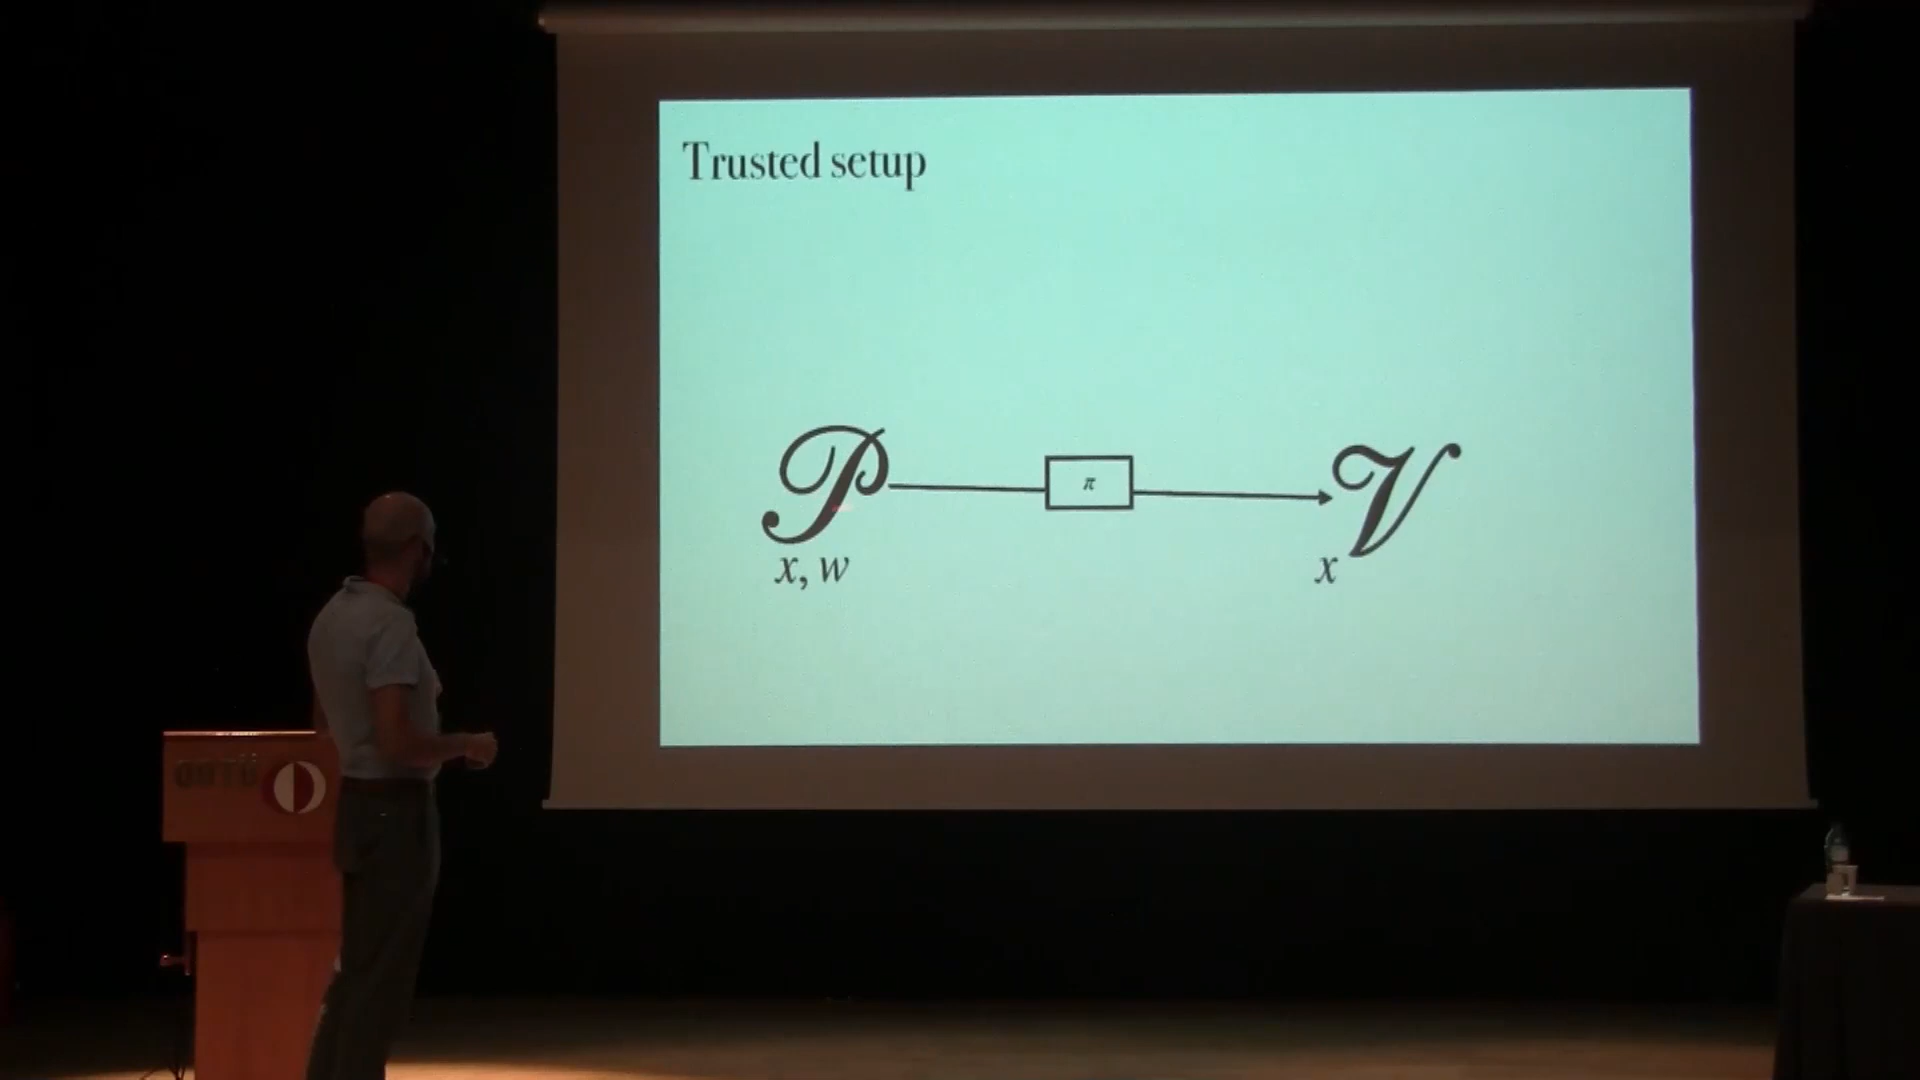 Trusted setup
𝒫
π
𝒱
x, w
x